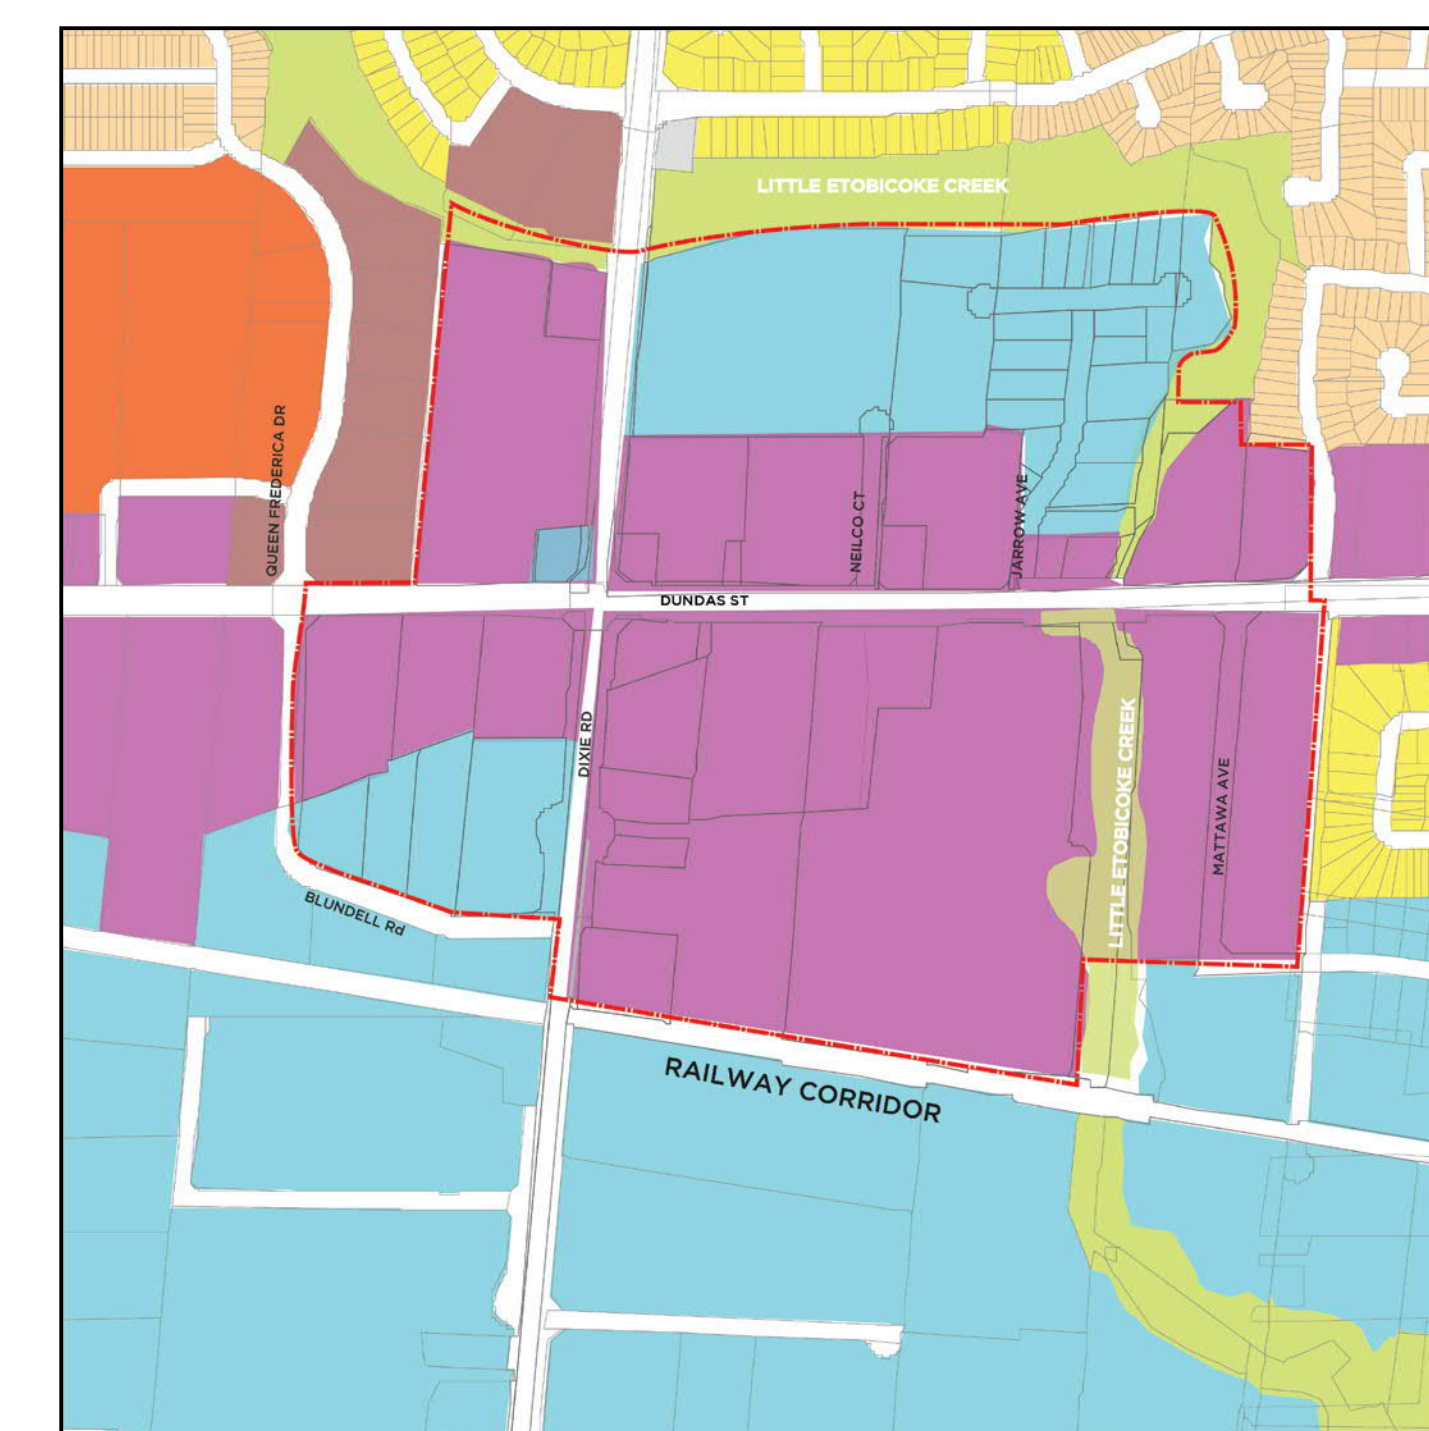 LITTLE ETOBICOKE CREEK
QUEEN FREDERICA DR
NEILCO CT
JARROW AVE
DUNDAS ST
DIXIE RD
LITTLE ETOBICOKE CREEK
MATTAWA AVE
BLUNDELL Rd
RAILWAY CORRIDOR